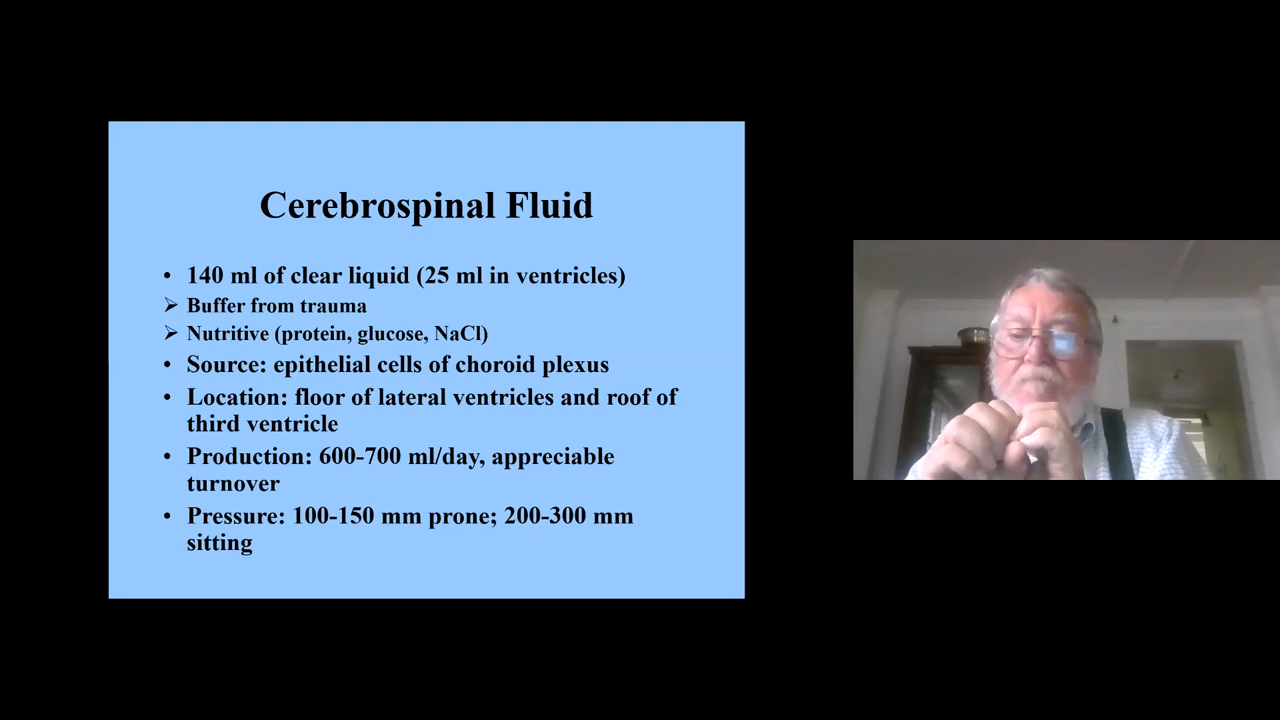 Cerebrospinal Fluid
• 140 ml of clear liquid (25 ml in ventricles)
➢ Buffer from trauma
➢ Nutritive (protein, glucose, NaCl)
• Source: epithelial cells of choroid plexus
• Location: floor of lateral ventricles and roof of
third ventricle
• Production: 600-700 ml/day, appreciable
turnover
• Pressure: 100-150 mm prone; 200-300 mm
sitting